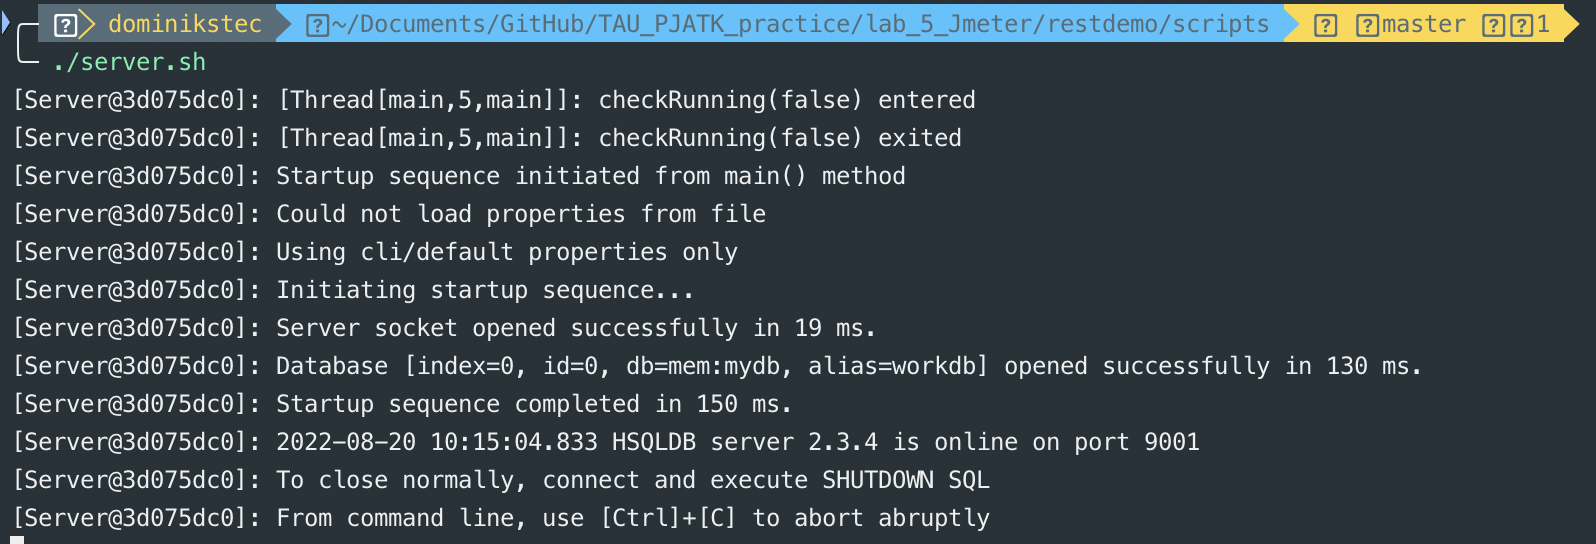 dominikstec ~/Documents/GitHub/TAU_PJATK_practice/lab_5_Jmeter/restdemo/scripts master 1
./server.sh
[Server@3d075dc0]: [Thread[main,5,main]]: checkRunning(false) entered
[Server@3d075dc0]: [Thread[main,5,main]]: checkRunning(false) exited
[Server@3d075dc0]: Startup sequence initiated from main() method
[Server@3d075dc0]: Could not load properties from file
[Server@3d075dc0]: Using cli/default properties only
[Server@3d075dc0]: Initiating startup sequence...
[Server@3d075dc0]: Server socket opened successfully in 19 ms.
[Server@3d075dc0]: Database [index=0, id=0, db=mem:mydb, alias=workdb] opened successfully in 130 ms.
[Server@3d075dc0]: Startup sequence completed in 150 ms.
[Server@3d075dc0]: 2022-08-20 10:15:04.833 HSQLDB server 2.3.4 is online on port 9001
[Server@3d075dc0]: To close normally, connect and execute SHUTDOWN SQL
[Server@3d075dc0]: From command line, use [Ctrl]+[C] to abort abruptly